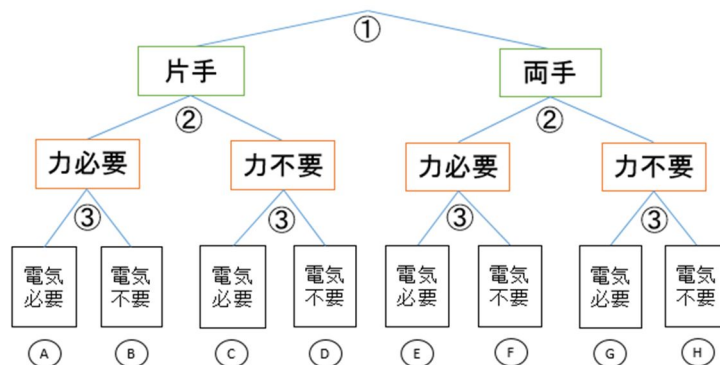 ①
片手
両手
②
②
力必要
力不要
力必要
力不要
③
③
③
③
電気
必要
電気
不要
電気
必要
電気
不要
電気
必要
電気
不要
電気
必要
電気
不要
A
B
C
D
E
F
G
H